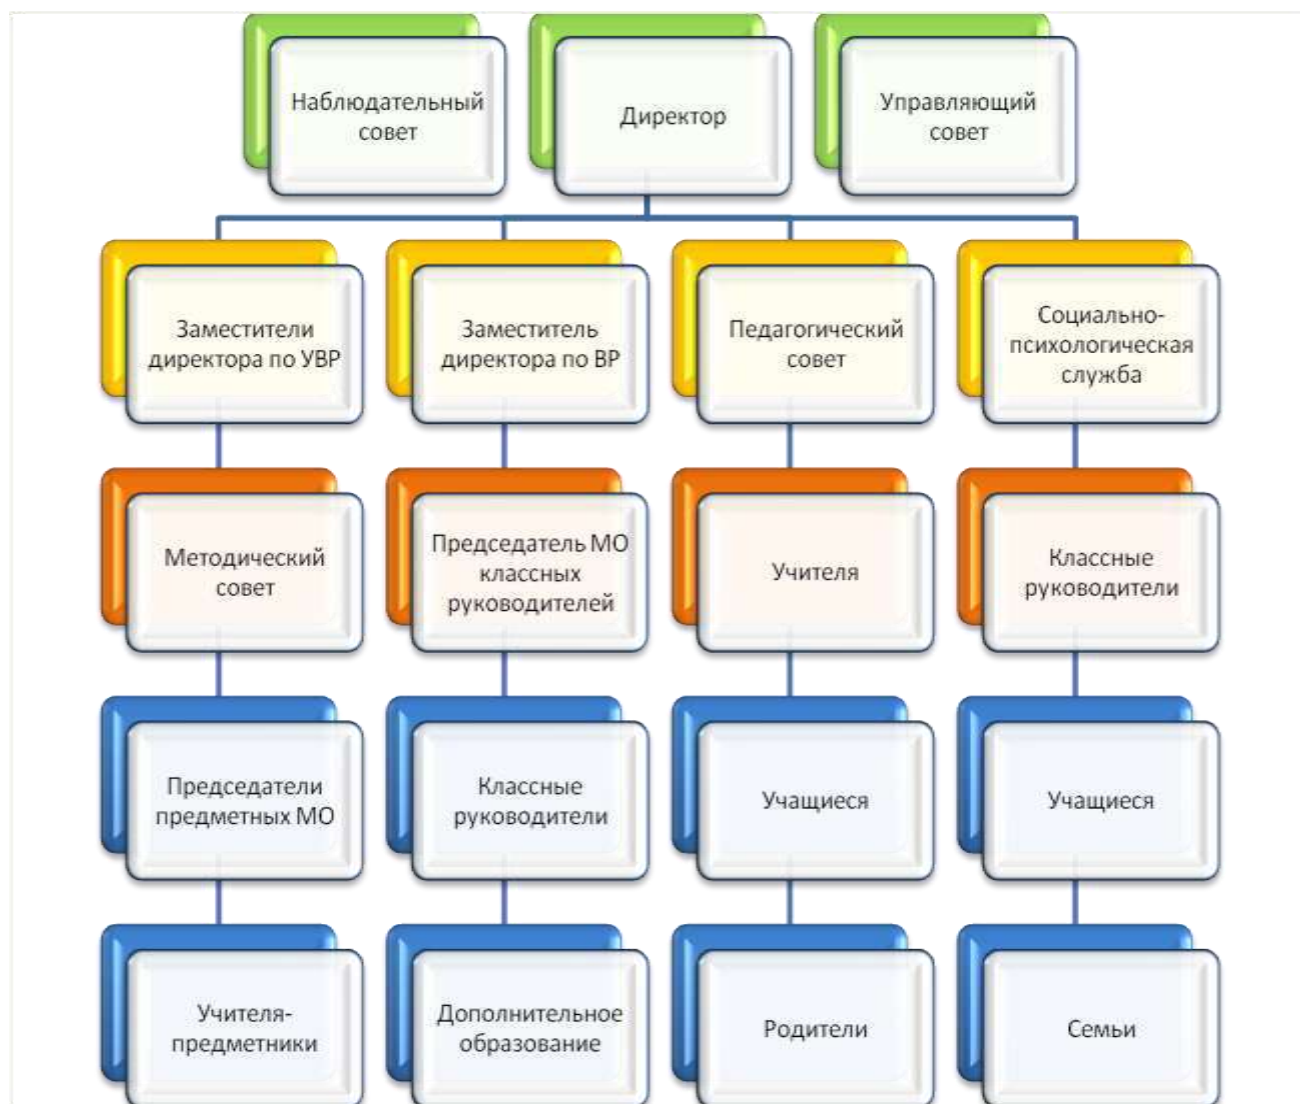 Наблюдательный
совет
Директор
Управляющий
совет
Заместители
директора по УВР
Заместитель
директора по ВР
Педагогический
совет
Социально-
психологическая
служба
Методический
совет
Председатель МО
классных
руководителей
Учителя
Классные
руководители
Председатели
предметных МО
Классные
руководители
Учащиеся
Учащиеся
Учителя-
предметники
Дополнительное
образование
Родители
Семьи